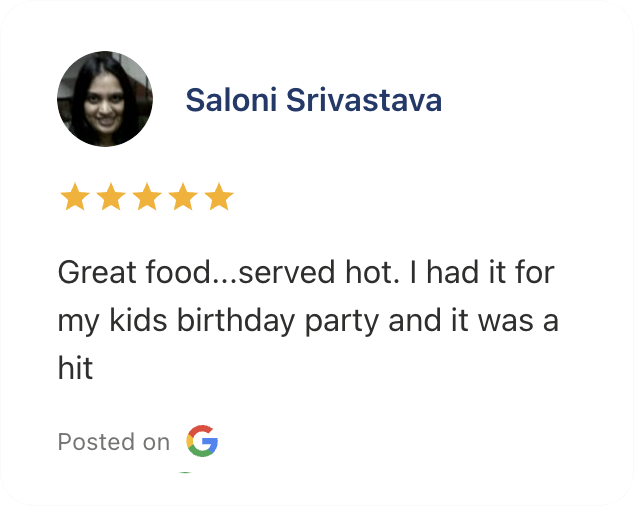 Saloni Srivastava
Great food...served hot. I had it for
my kids birthday party and it was a
hit
Posted on